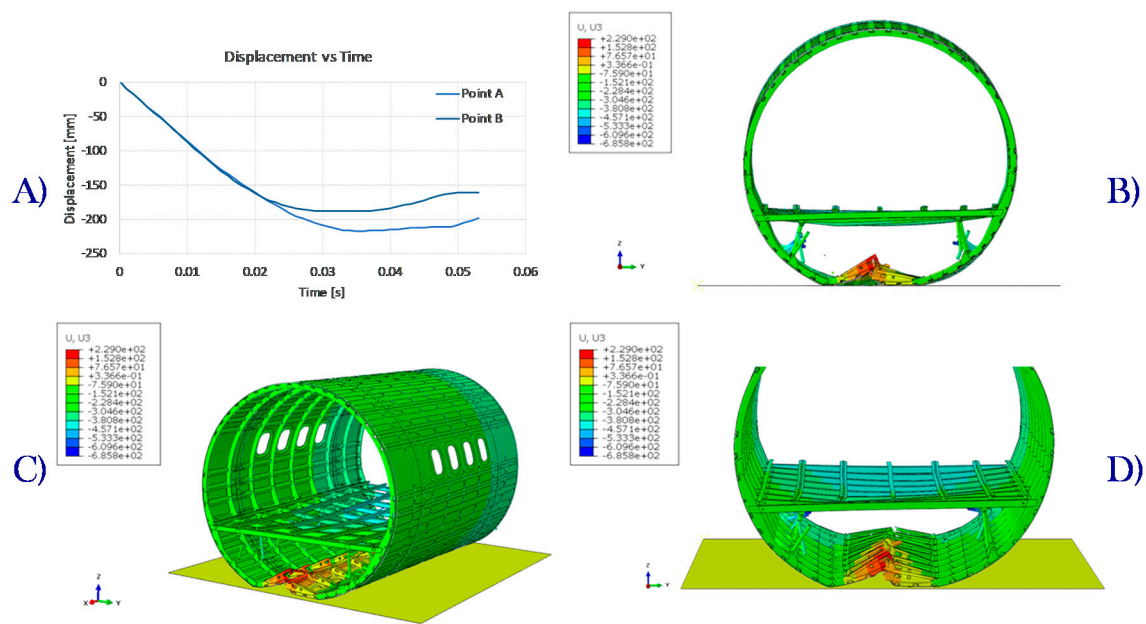 Displacement vs Time
Displacement [mm]
0
-50
-100
-150
-200
-250
Point A
Point B
0
0.01
0.02
0.03
0.04
0.05
0.06
Time [s]
A)
U, U3
+2.290e+02
+1.528e+02
+7.657e+01
+3.366e-01
-7.590e+01
-1.521e+02
-2.284e+02
-3.046e+02
-3.808e+02
-4.571e+02
-5.333e+02
-6.096e+02
-6.858e+02
Z
Y
X
B)
U, U3
+2.290e+02
+1.528e+02
+7.657e+01
+3.366e-01
-7.590e+01
-1.521e+02
-2.284e+02
-3.046e+02
-3.808e+02
-4.571e+02
-5.333e+02
-6.096e+02
-6.858e+02
C)
Z
X
Y
U, U3
+2.290e+02
+1.528e+02
+7.657e+01
+3.366e-01
-7.590e+01
-1.521e+02
-2.284e+02
-3.046e+02
-3.808e+02
-4.571e+02
-5.333e+02
-6.096e+02
-6.858e+02
Z
Y
D)